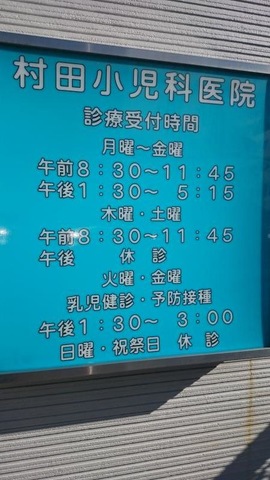 村田小児科医院
診療受付時間
月曜～金曜
午前８：３０～１１：４５
午後１：３０～　５：１５
木曜・土曜
午前８：３０～１１：４５
午後　　休　診
火曜・金曜
乳児健診・予防接種
午後１：３０～　３：００
日曜・祝祭日　休　診